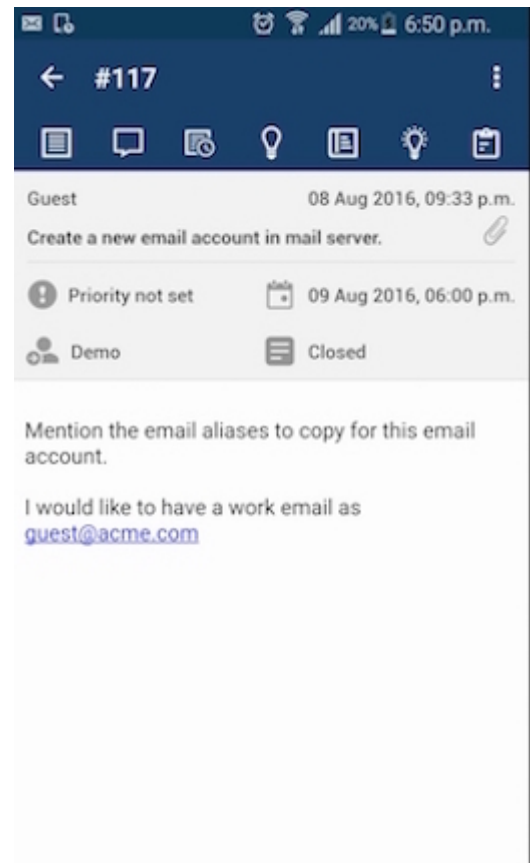 20% 6:50 p.m.
#117
Guest 08 Aug 2016, 09:33 p.m.
Create a new email account in mail server.
Priority not set 09 Aug 2016, 06:00 p.m.
Demo Closed
Mention the email aliases to copy for this email
account.
I would like to have a work email as
guest@acme.com